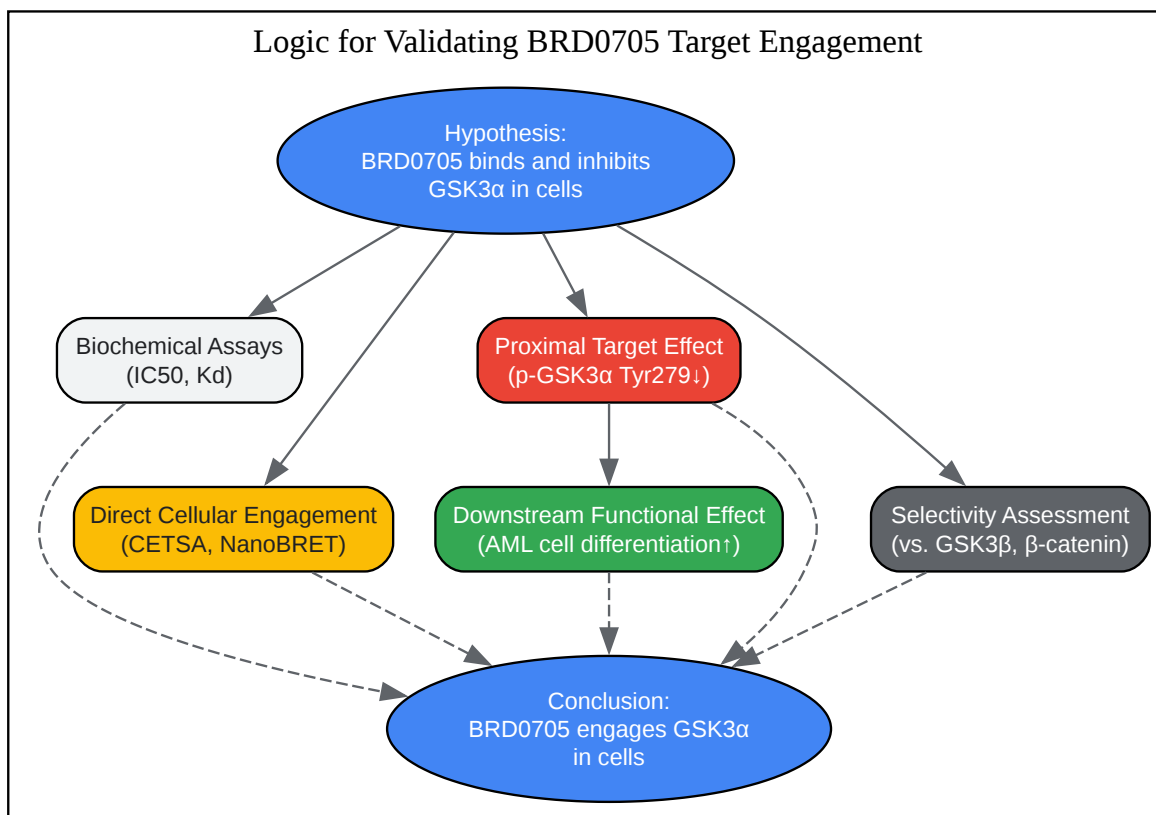 Logic for Validating BRD0705 Target Engagement
Hypothesis:
BRD0705 binds and inhibits
GSK3α in cells
Biochemical Assays
(IC50, Kd)
Proximal Target Effect
(p-GSK3α Tyr279↓)
Direct Cellular Engagement
(CETSA, NanoBRET)
Downstream Functional Effect
(AML cell differentiation↑)
Selectivity Assessment
(vs. GSK3β, β-catenin)
Conclusion:
BRD0705 engages GSK3α
in cells